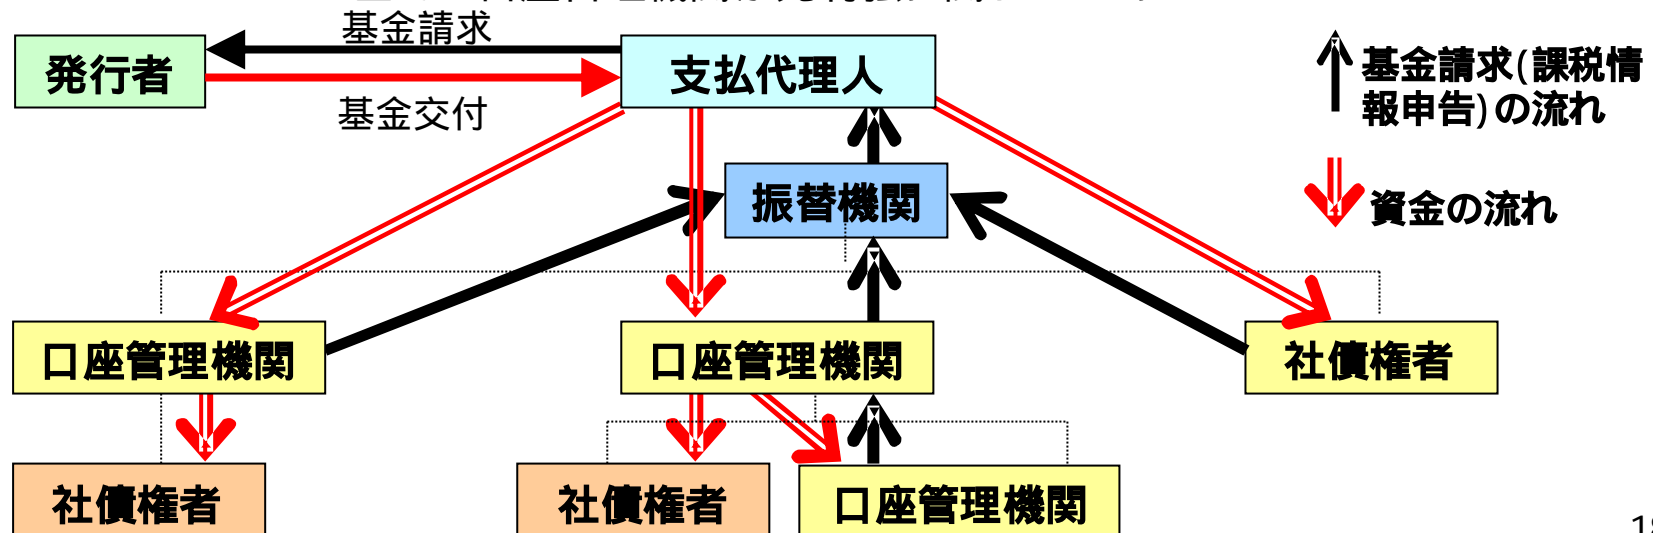 基金請求
発行者
支払代理人
基金交付
基金請求(課税情
報申告)の流れ
振替機関
資金の流れ
口座管理機関
口座管理機関
社債権者
社債権者
社債権者
口座管理機関